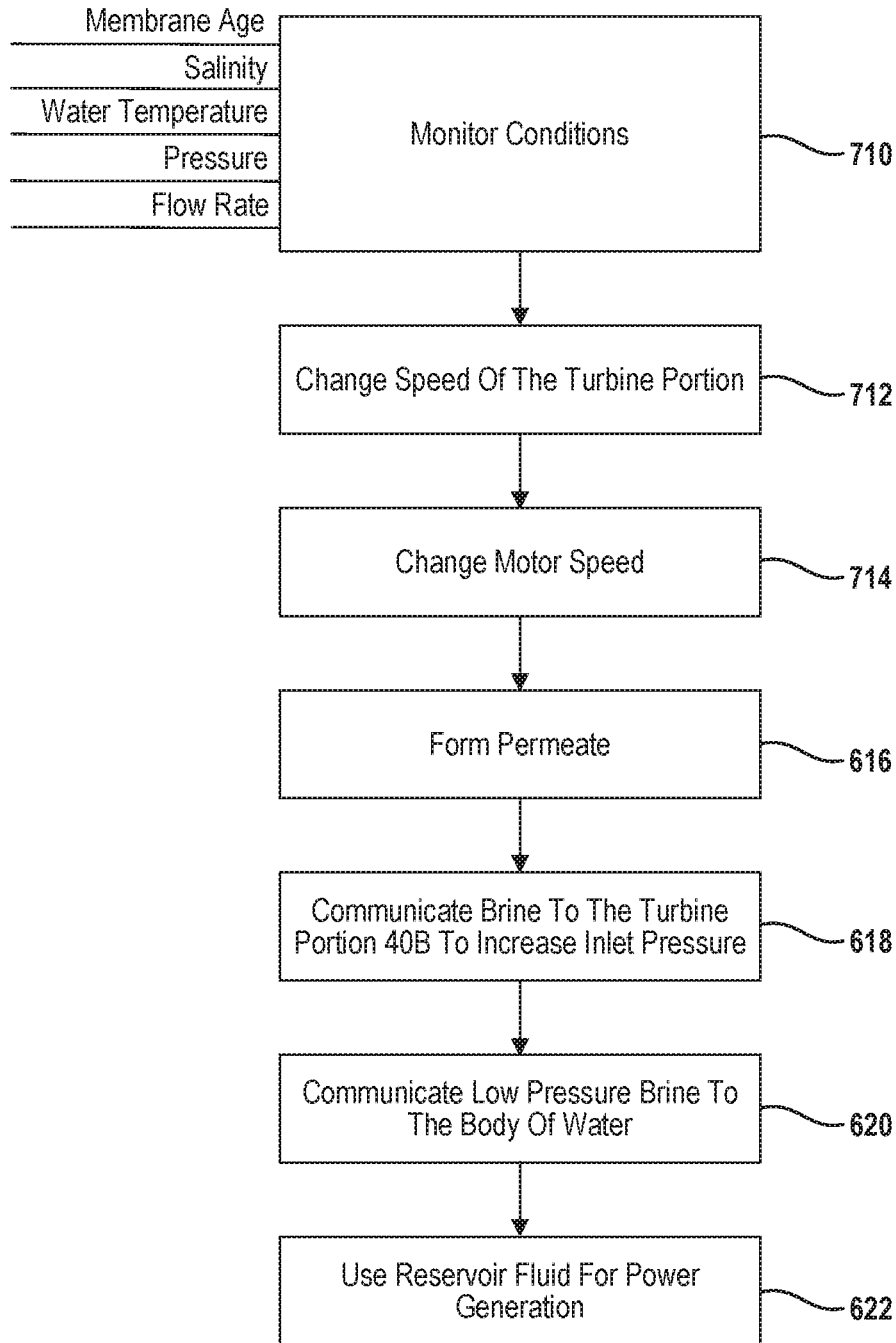 Membrane Age
Salinity
Water Temperature
Pressure
Flow Rate
Monitor Conditions
710
Change Speed Of The Turbine Portion
712
Change Motor Speed
714
Form Permeate
616
Communicate Brine To The Turbine
Portion 40B To Increase Inlet Pressure
618
Communicate Low Pressure Brine To
The Body Of Water
620
Use Reservoir Fluid For Power
Generation
622